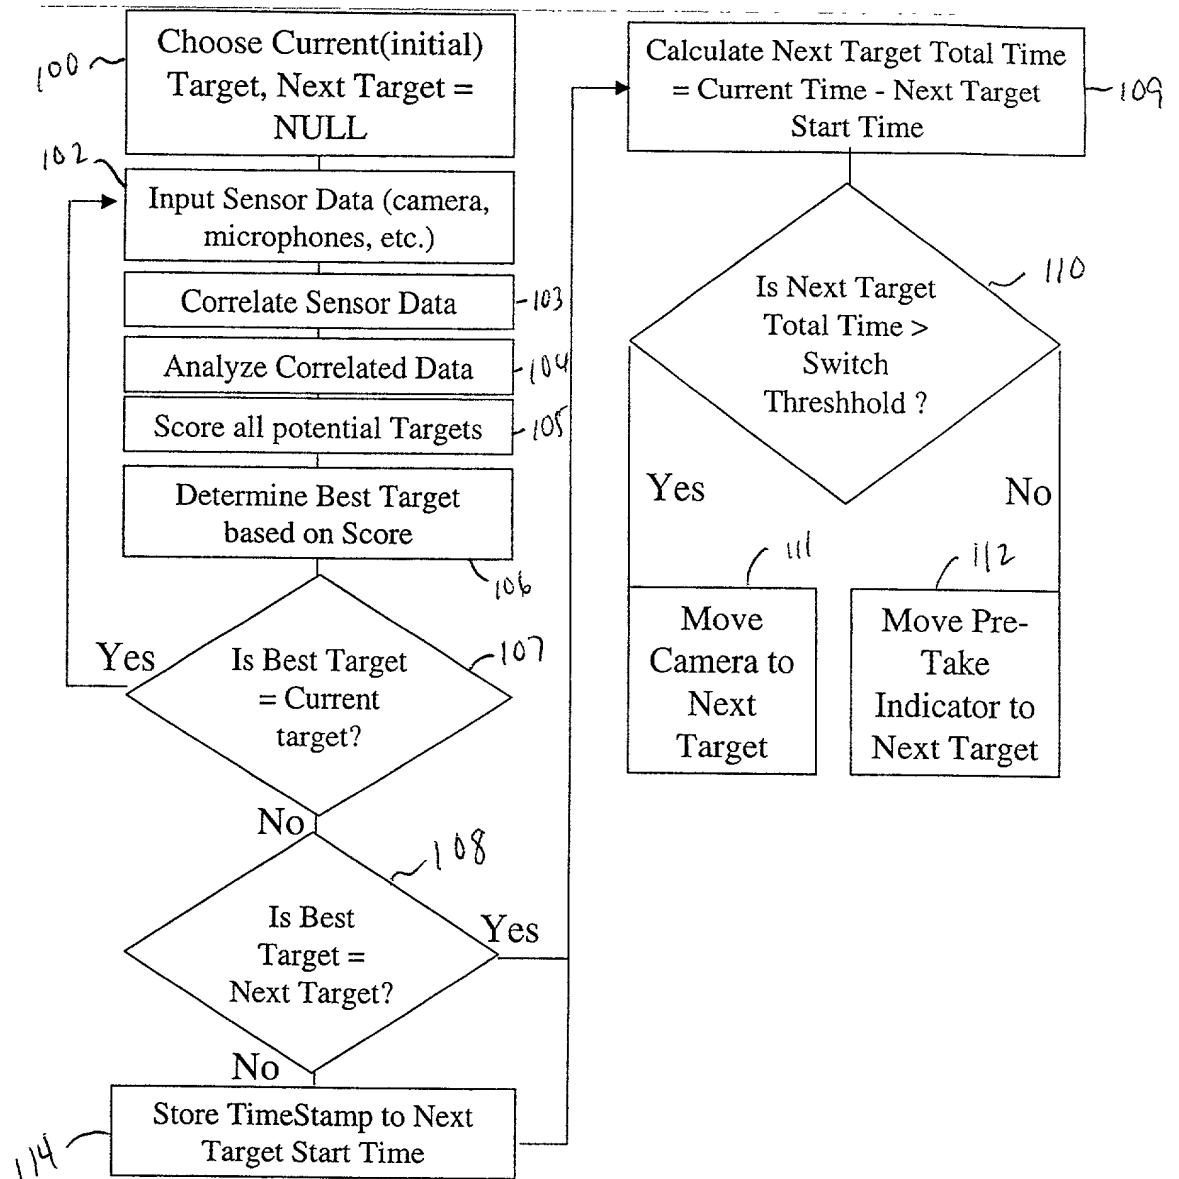 100
Choose Current(initial)
Target, Next Target =
NULL
102
Input Sensor Data (camera,
microphones, etc.)
Correlate Sensor Data
103
Analyze Correlated Data
104
Score all potential Targets
105
Determine Best Target
based on Score
106
Is Best Target
= Current
target?
107
Yes
No
108
Is Best
Target =
Next Target?
Yes
No
Store TimeStamp to Next
Target Start Time
114
Calculate Next Target Total Time
= Current Time - Next Target
Start Time
109
Is Next Target
Total Time >
Switch
Threshhold ?
110
Yes
No
111
Move
Camera to
Next
Target
112
Move Pre-
Take
Indicator to
Next Target